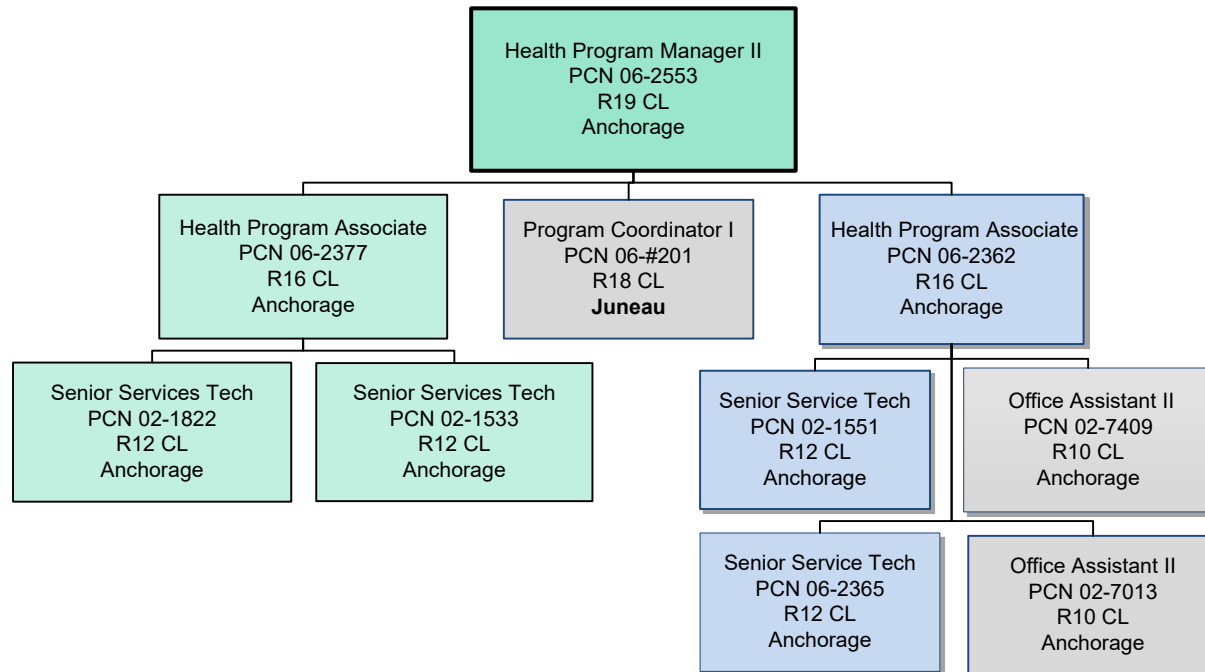 Health Program Manager II
PCN 06-2553
R19 CL
Anchorage
Health Program Associate
PCN 06-2377
R16 CL
Anchorage
Program Coordinator I
PCN 06-#201
R18 CL
Juneau
Health Program Associate
PCN 06-2362
R16 CL
Anchorage
Senior Services Tech
PCN 02-1822
R12 CL
Anchorage
Senior Services Tech
PCN 02-1533
R12 CL
Anchorage
Senior Service Tech
PCN 02-1551
R12 CL
Anchorage
Office Assistant II
PCN 02-7409
R10 CL
Anchorage
Senior Service Tech
PCN 06-2365
R12 CL
Anchorage
Office Assistant II
PCN 02-7013
R10 CL
Anchorage